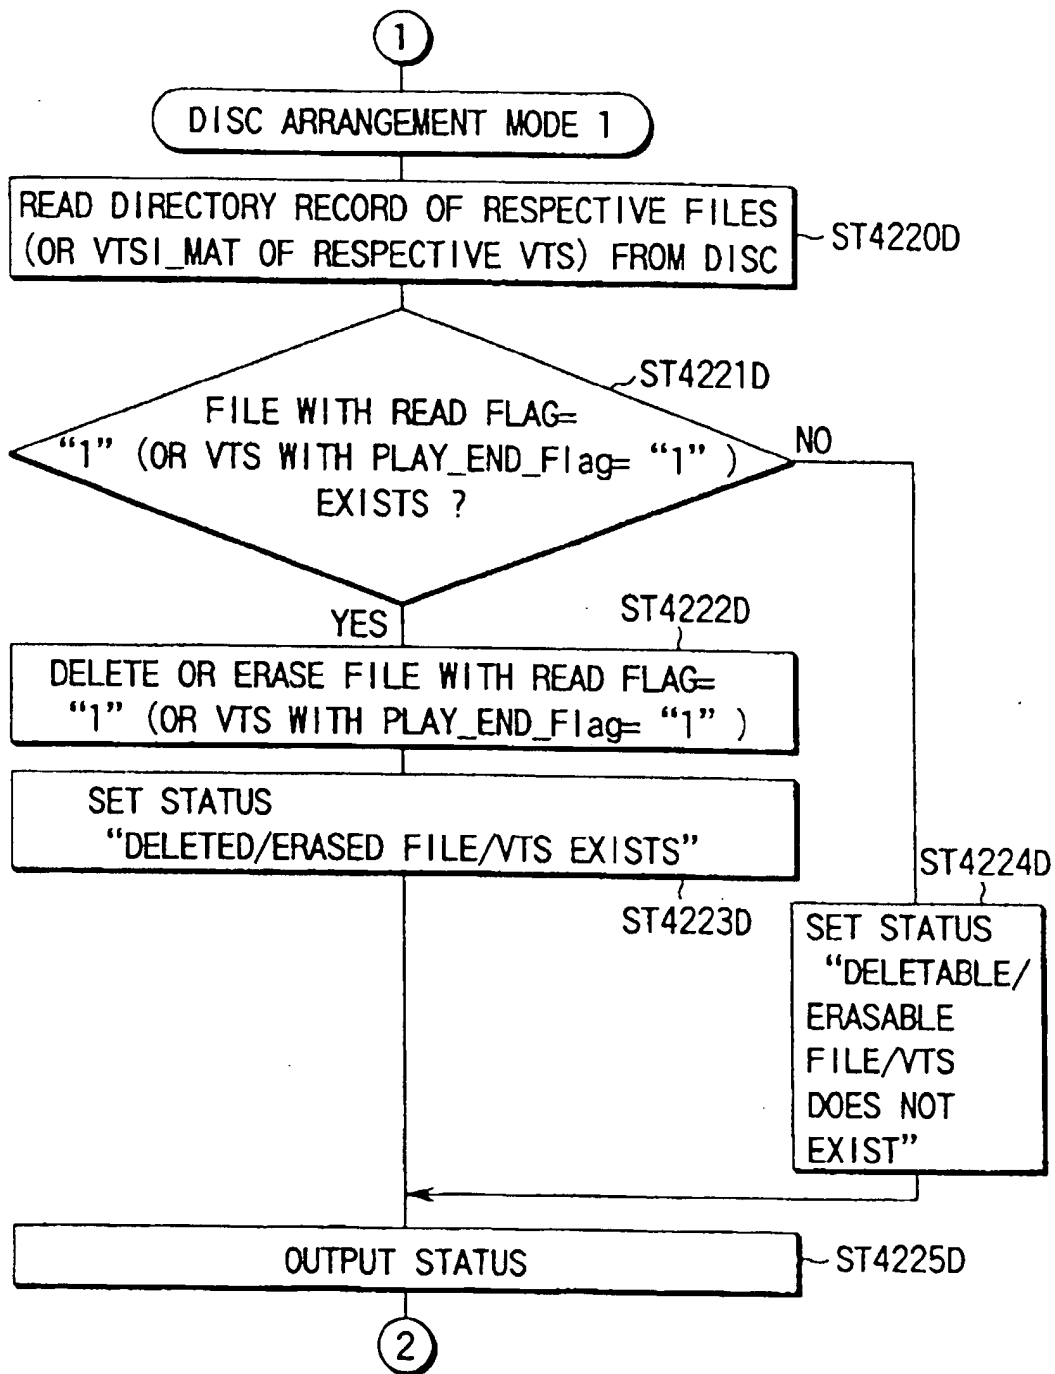 1
DISC ARRANGEMENT MODE 1
READ DIRECTORY RECORD OF RESPECTIVE FILES
(OR VTSI_MAT OF RESPECTIVE VTS) FROM DISC
ST4220D
ST4221D
FILE WITH READ FLAG=
“1” (OR VTS WITH PLAY_END_Flag= “1” )
EXISTS ?
NO
YES
ST4222D
DELETE OR ERASE FILE WITH READ FLAG=
“1” (OR VTS WITH PLAY_END_Flag= “1” )
SET STATUS
“DELETED/ERASED FILE/VTS EXISTS”
ST4223D
ST4224D
SET STATUS
“DELETABLE/
ERASABLE
FILE/VTS
DOES NOT
EXIST”
OUTPUT STATUS
ST4225D
2